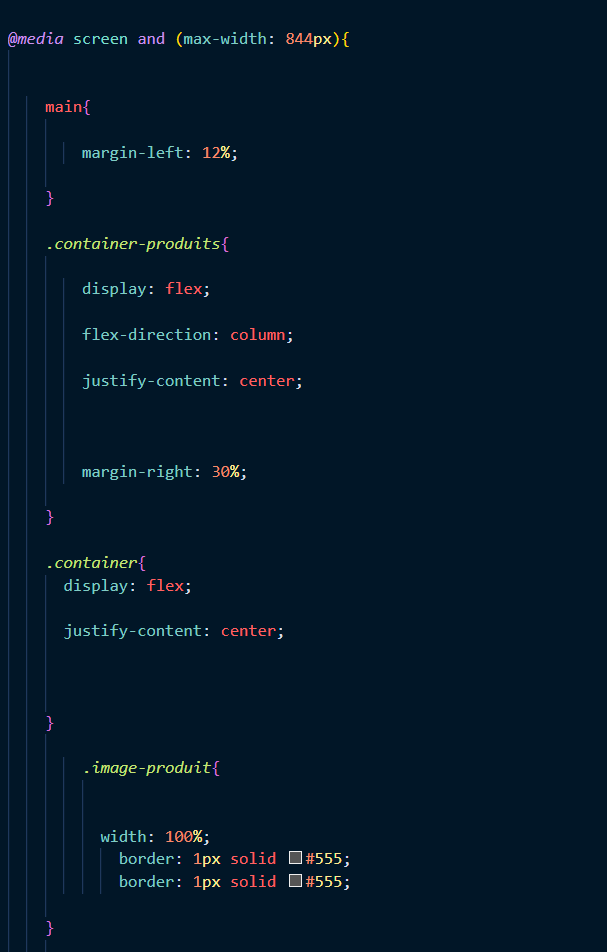 @media screen and (max-width: 844px){
main{
margin-left: 12%;
}
.container-produits{
display: flex;
flex-direction: column;
justify-content: center;
margin-right: 30%;
}
.container{
display: flex;
justify-content: center;
}
.image-produit{
width: 100%;
border: 1px solid #555;
border: 1px solid #555;
}